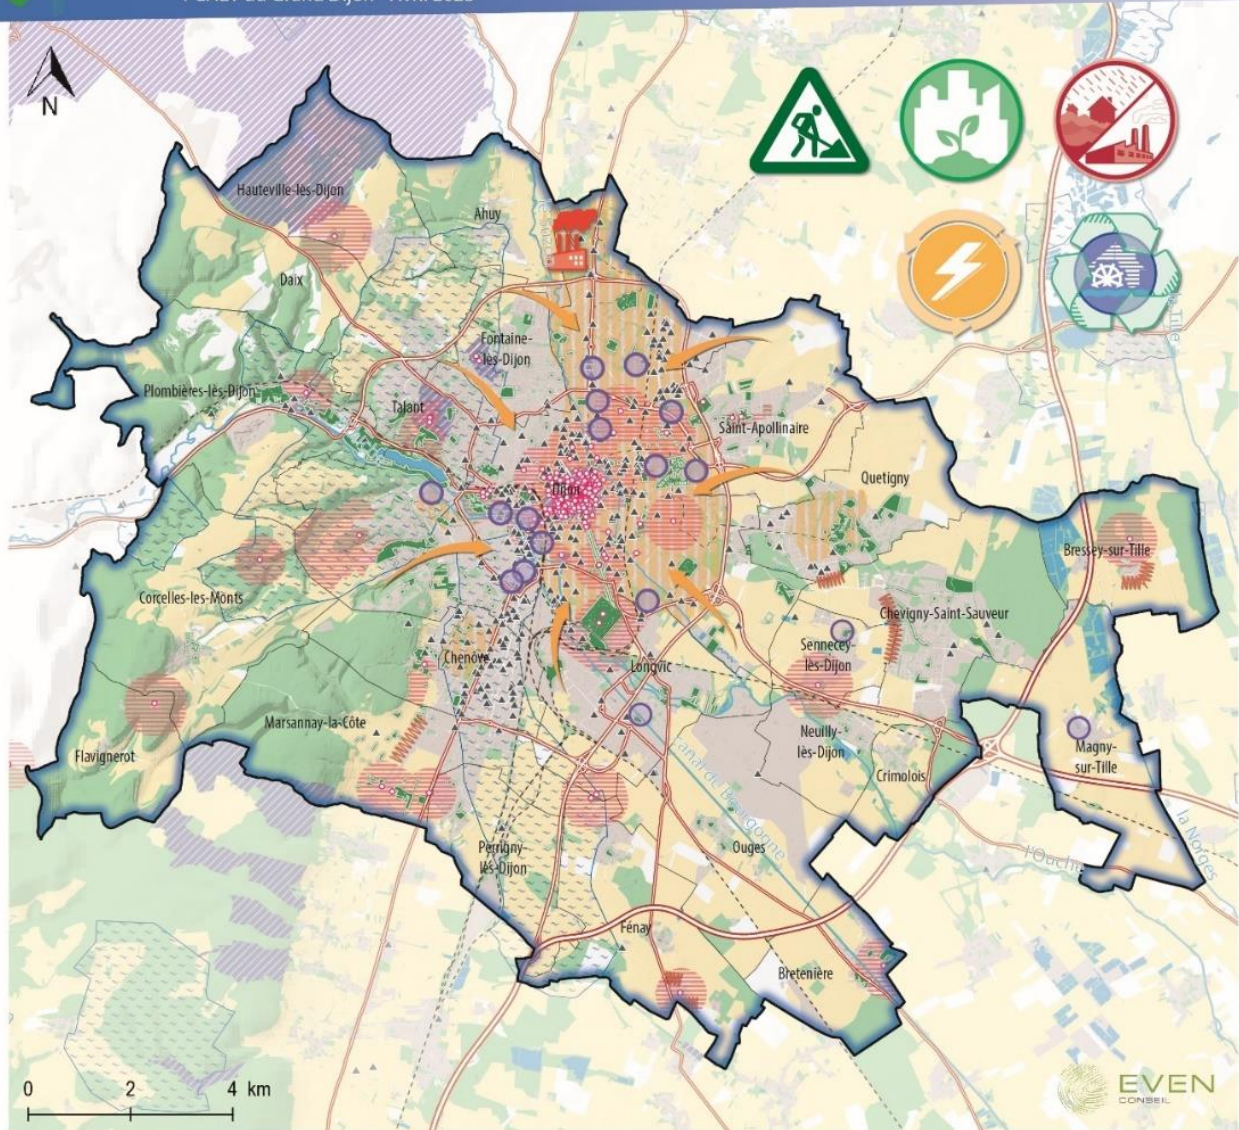 N
Hauteville-lès-Dijon
Ahuy
Daix
Fontaine-
lès-Dijon
Plombières-lès-Dijon
Talant
Saint-Apollinaire
Dijon
Quetigny
Bressey-sur-Tille
Corcelles-les-Monts
Chevigny-Saint-Sauveur
Sennecey-
lès-Dijon
Chenôve
Longvic
Marsannay-la-Côte
Flavignerot
Neuilly-
lès-Dijon
Crimolois
Magny-
sur-Tille
canal de Bourgogne
la Norges
l'Ouche
Perrigny-
lès-Dijon
Ouges
Fénay
Bretenière
0 2 4 km
EVEN
CONSEIL